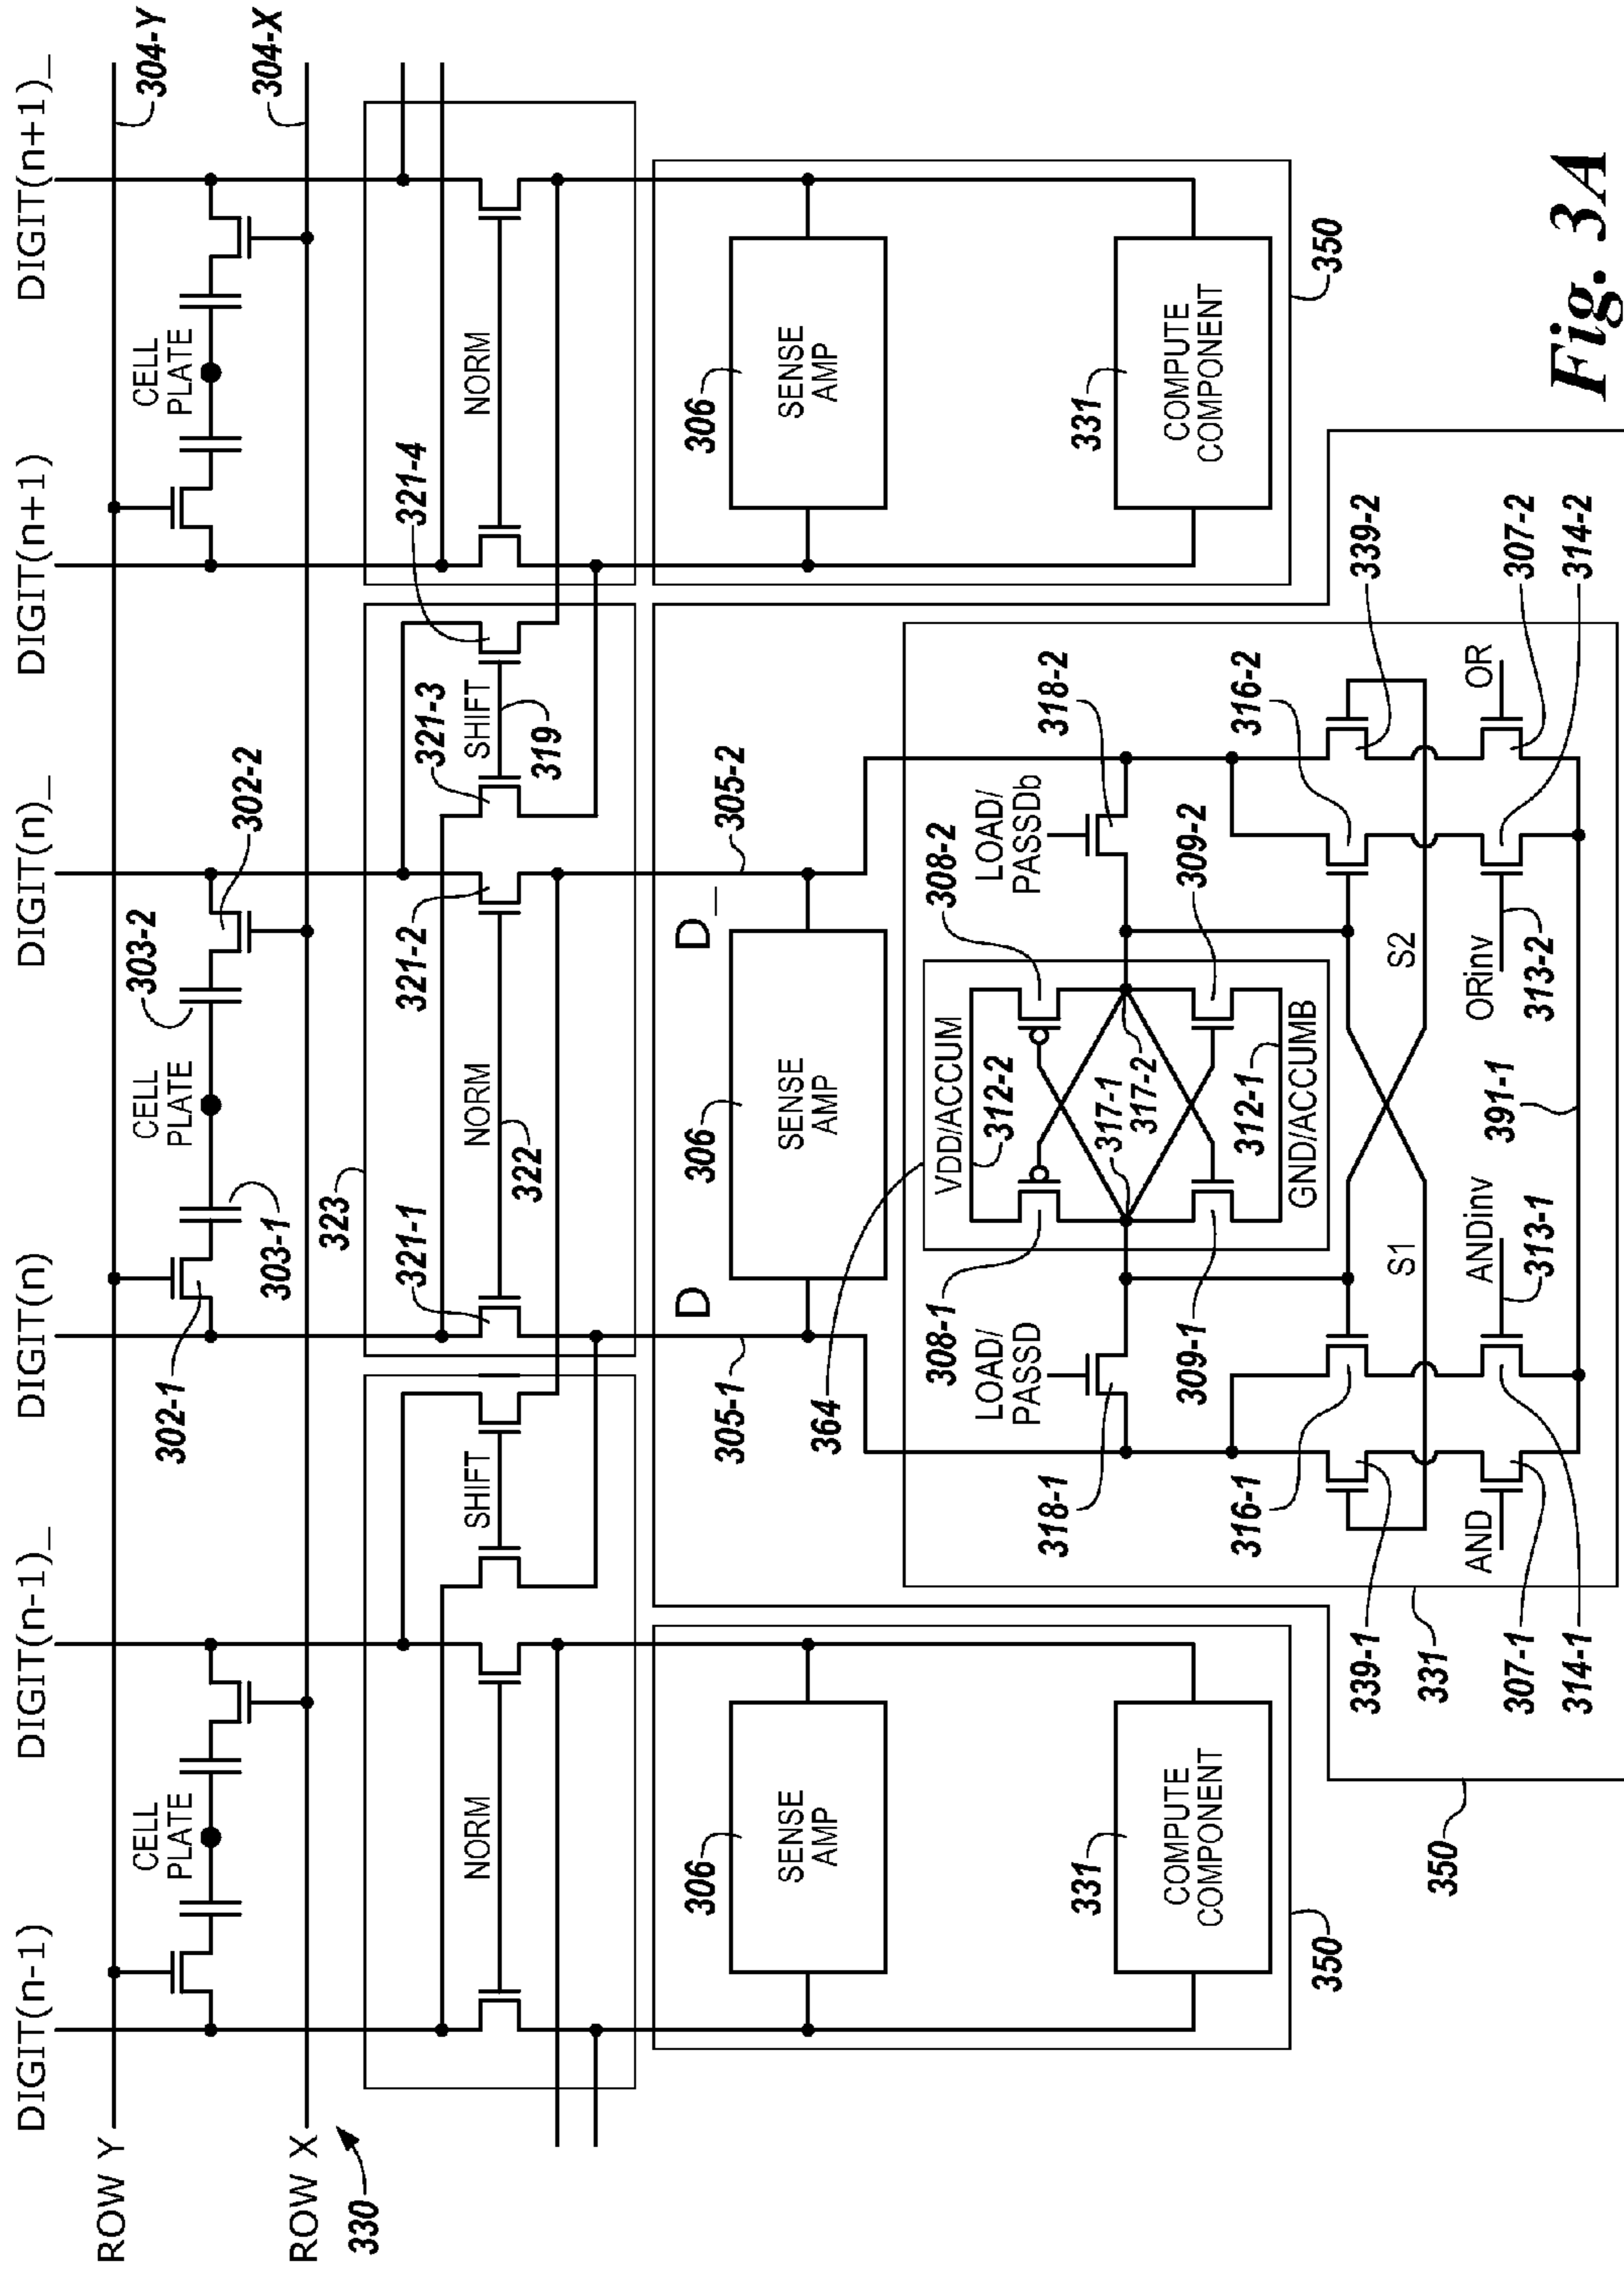 DIGIT(n-1)
DIGIT(n-1)_
DIGIT(n)
DIGIT(n)_
DIGIT(n+1)
DIGIT(n+1)_
ROW Y
304-Y
302-1
303-1
CELL
PLATE
CELL
PLATE
303-2
302-2
CELL
PLATE
ROW X
304-X
330
323
NORM
SHIFT
321-1
NORM
322
321-2
321-3
SHIFT
319
321-4
NORM
305-1
D
D_
305-2
306
SENSE
AMP
306
SENSE
AMP
306
SENSE
AMP
331
COMPUTE
COMPONENT
350
331
COMPUTE
COMPONENT
350
364
318-1
LOAD/
PASSD
308-1
309-1
VDD/ACCUM
312-2
317-1
317-2
312-1
GND/ACCUMB
308-2
309-2
LOAD/
PASSDb
318-2
316-1
S1
S2
316-2
339-2
AND
ANDinv
313-1
391-1
ORinv
313-2
OR
307-2
314-2
339-1
331
307-1
314-1
350
Fig. 3A